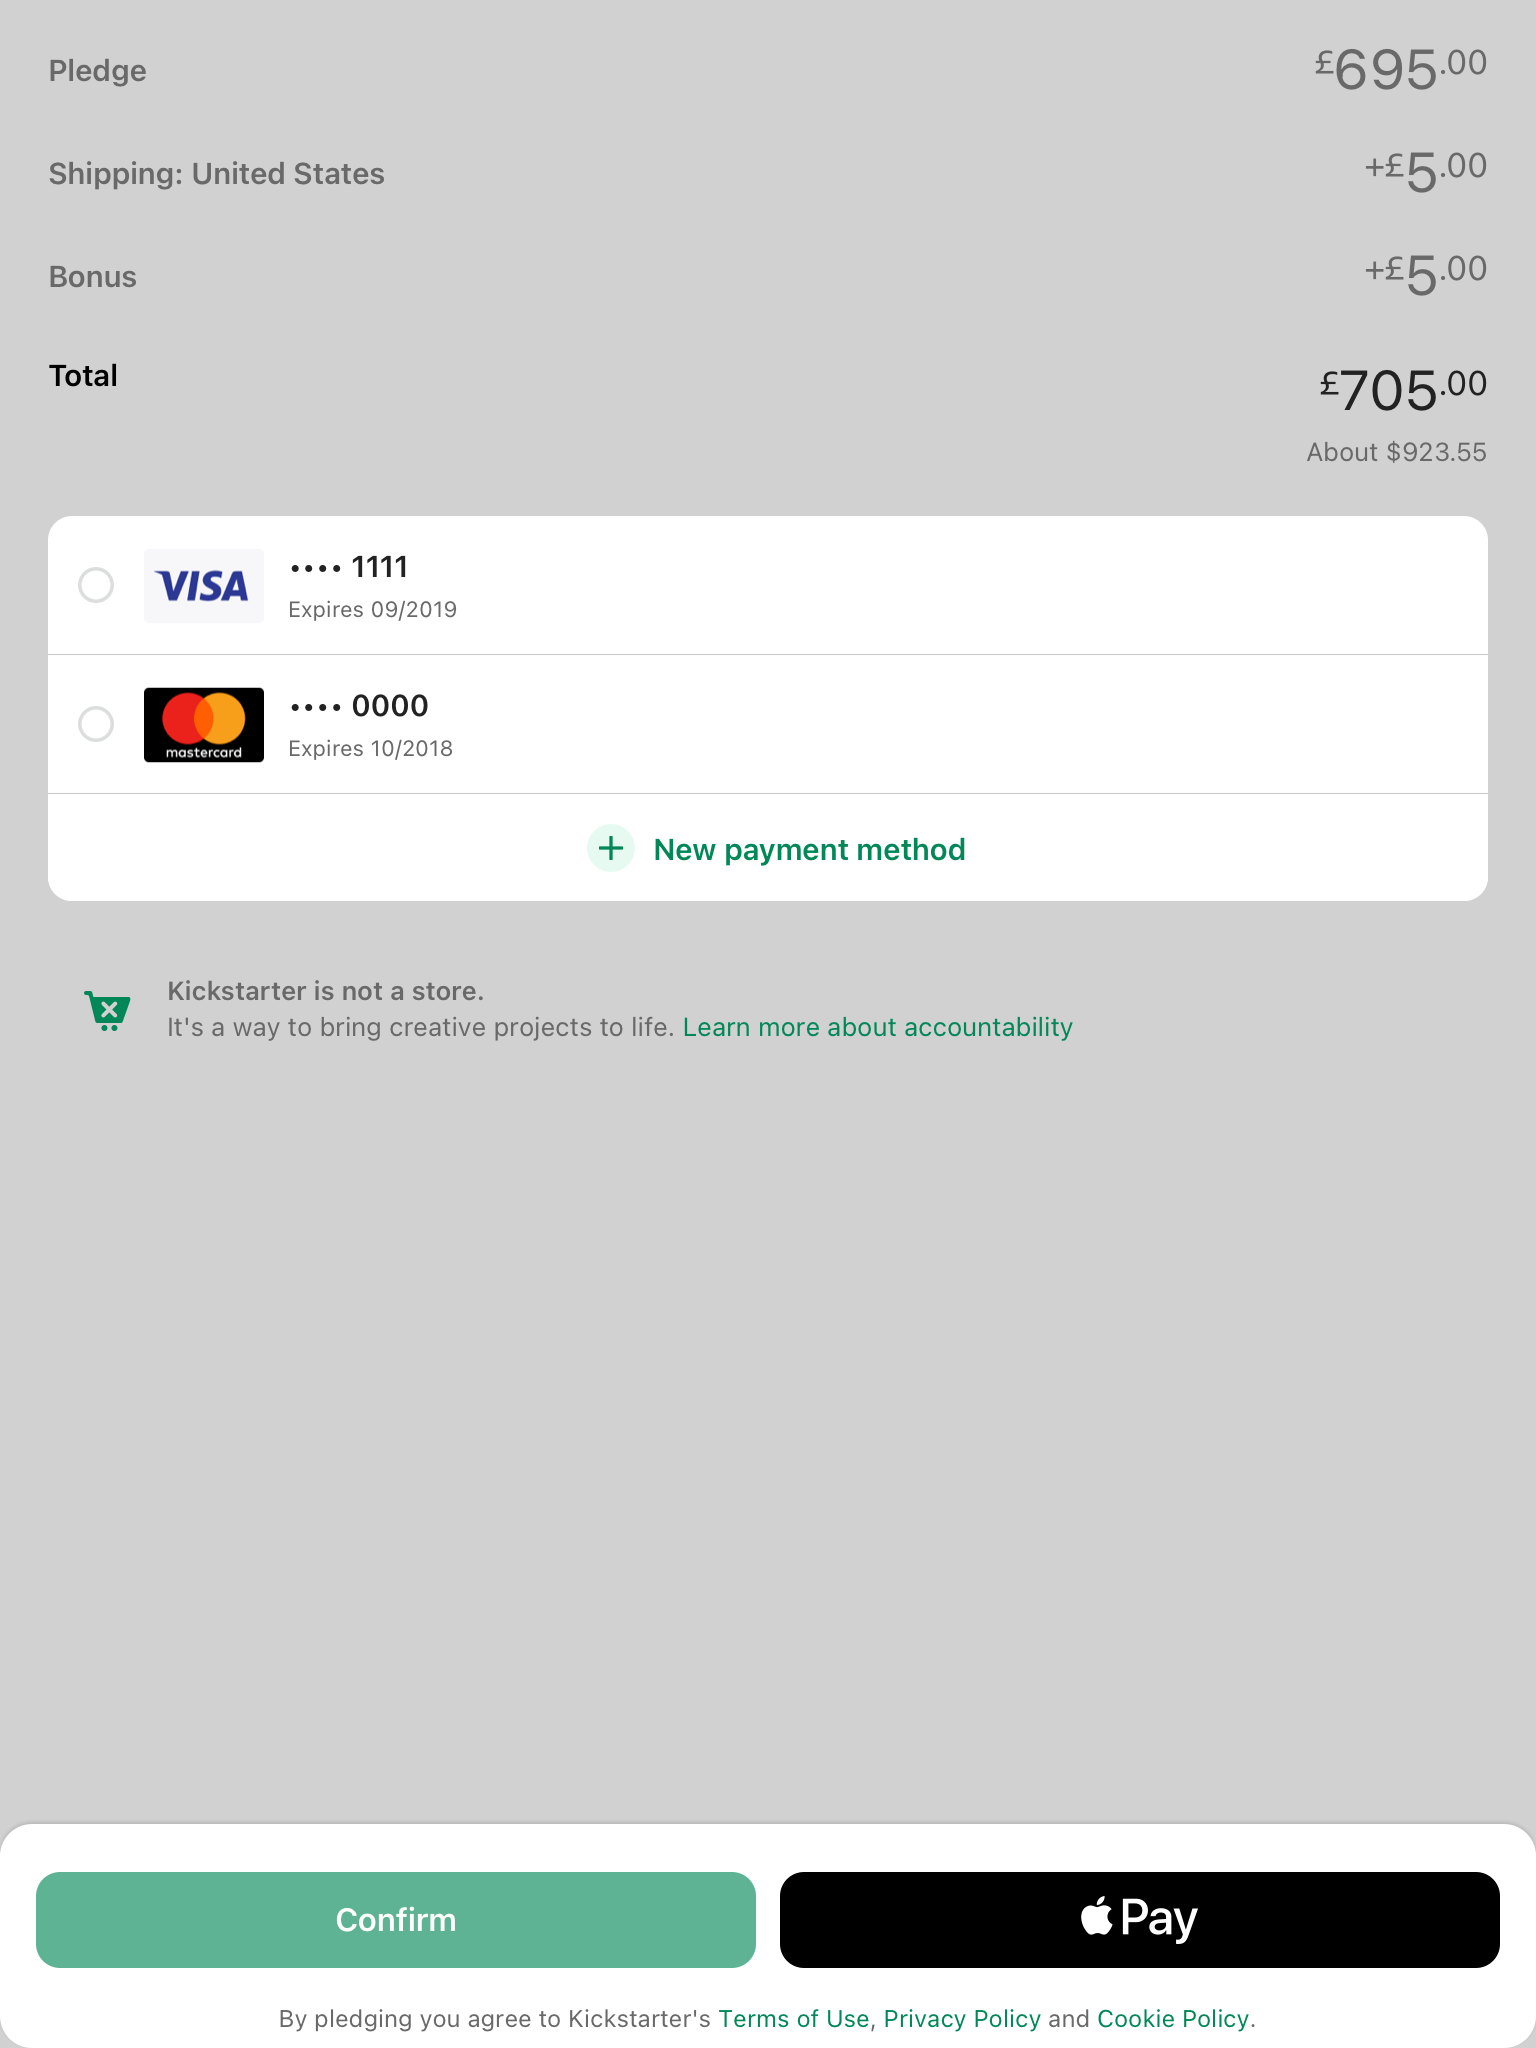 Pledge £695.00
Shipping: United States +£5.00
Bonus +£5.00
Total £705.00
About $923.55
VISA •••• 1111
Expires 09/2019
•••• 0000
mastercard Expires 10/2018
+ New payment method
Kickstarter is not a store.
It's a way to bring creative projects to life. Learn more about accountability
Confirm Pay
By pledging you agree to Kickstarter's Terms of Use, Privacy Policy and Cookie Policy.